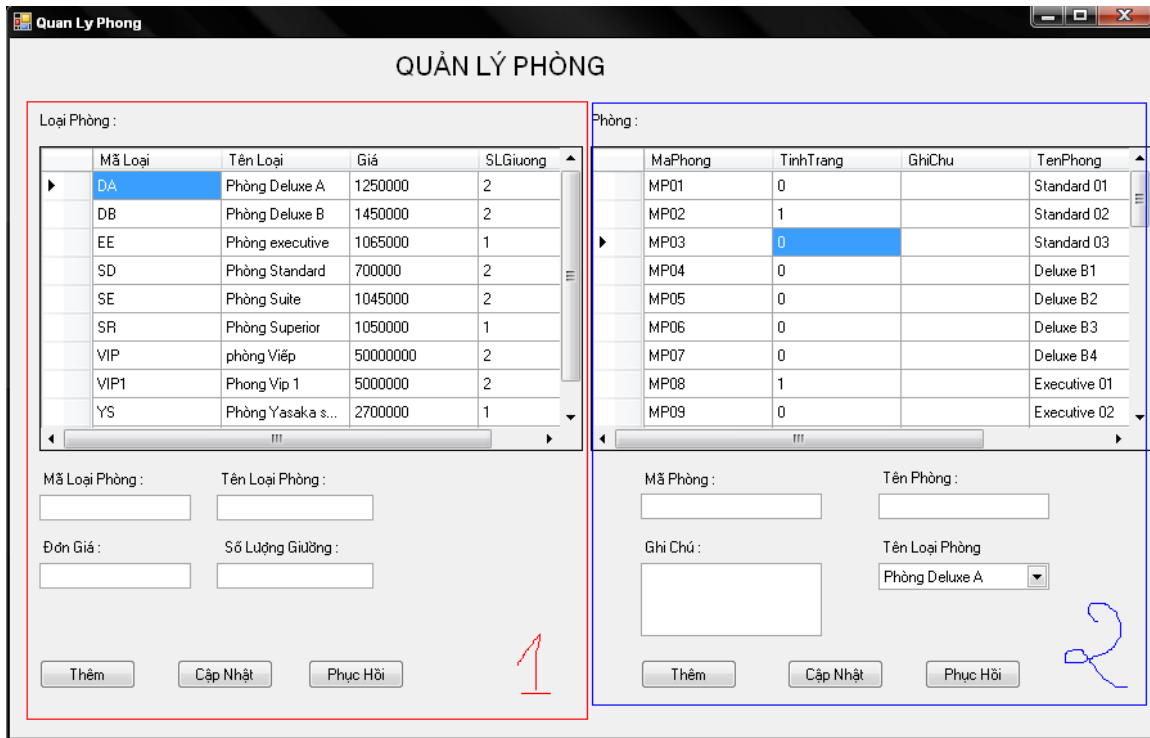 Quan Ly Phong
QUẢN LÝ PHÒNG
Loại Phòng :
Mã Loại Tên Loại Giá SLGiuong
DA Phòng Deluxe A 1250000 2
DB Phòng Deluxe B 1450000 2
EE Phòng executive 1065000 1
SD Phòng Standard 700000 2
SE Phòng Suite 1045000 2
SR Phòng Superior 1050000 1
VIP phòng Viếp 50000000 2
VIP1 Phong Vip 1 5000000 2
YS Phòng Yasaka s... 2700000 1
Mã Loại Phòng : Tên Loại Phòng :
Đơn Giá : Số Lượng Giường :
Thêm Cập Nhật Phục Hồi
1
Phòng :
MaPhong TinhTrang GhiChu TenPhong
MP01 0 Standard 01
MP02 1 Standard 02
MP03 0 Standard 03
MP04 0 Deluxe B1
MP05 0 Deluxe B2
MP06 0 Deluxe B3
MP07 0 Deluxe B4
MP08 1 Executive 01
MP09 0 Executive 02
Mã Phòng : Tên Phòng :
Ghi Chú : Tên Loại Phòng
Phòng Deluxe A
Thêm Cập Nhật Phục Hồi
2